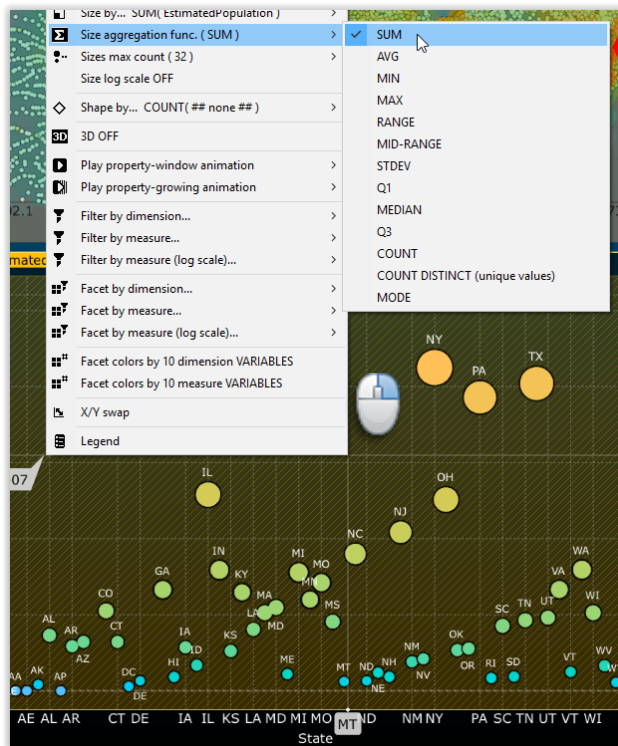 Size by... SUM( EstimatedPopulation )
Size aggregation func. ( SUM )
Sizes max count ( 32 )
Size log scale OFF
Shape by... COUNT( ## none ## )
3D
3D OFF
Play property-window animation
Play property-growing animation
Filter by dimension...
Filter by measure...
Filter by measure (log scale)...
Facet by dimension...
Facet by measure...
Facet by measure (log scale)...
Facet colors by 10 dimension VARIABLES
Facet colors by 10 measure VARIABLES
X/Y swap
Legend
SUM
AVG
MIN
MAX
RANGE
MID-RANGE
STDEV
Q1
MEDIAN
Q3
COUNT
COUNT DISTINCT (unique values)
MODE
02.1
mated
07
NY
PA
TX
IL
OH
NJ
NC
IN
MI
MO
WA
GA
KY
MN
VA
CO
MA
MD
LA
MS
WI
SC
TN
UT
AL
AR
AZ
CT
IA
ID
KS
OK
OR
NM
NV
HI
ME
MT
ND
NE
NH
RI
SD
VT
WV
W
AA
AK
AP
DC
DE
AE AL AR CT DE IA IL KS LA MD MI MO MT ND NM NY PA SC TN UT VT WV
State